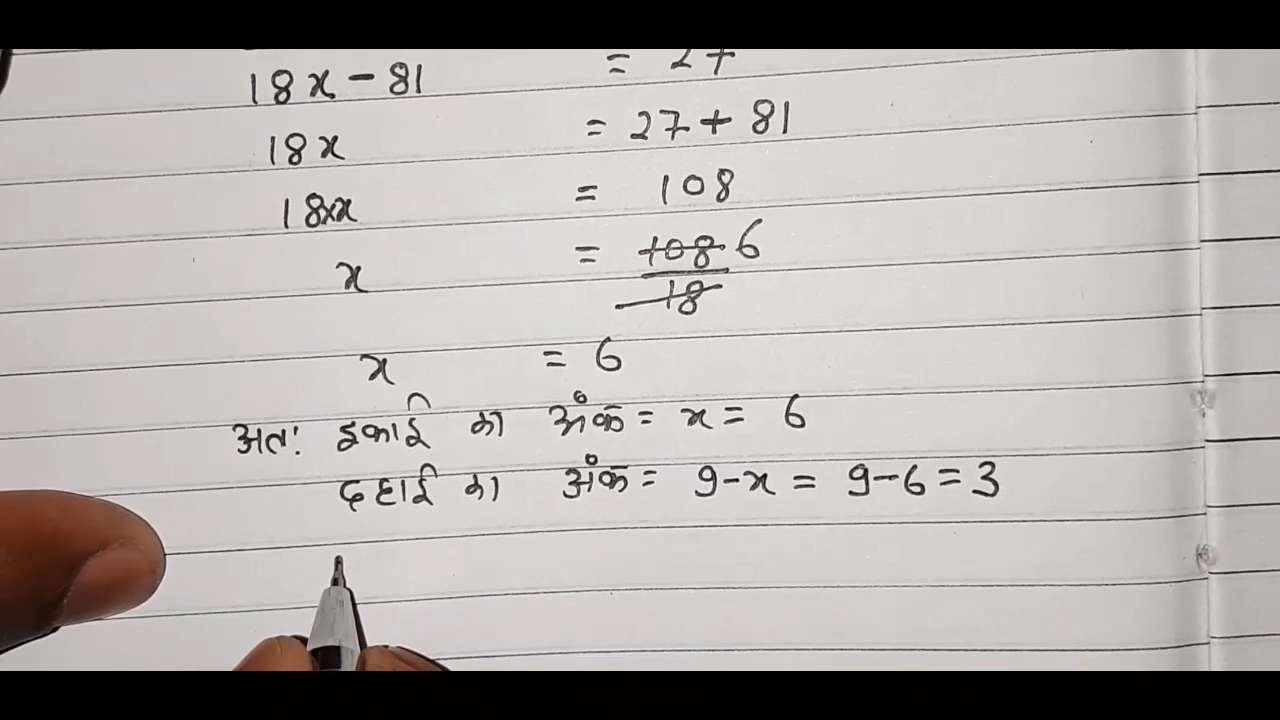 18x - 81 = 27
18x = 27 + 81
18x = 108
x = 108/18 6
x = 6
अतः इकाई का अंक = x = 6
दहाई का अंक = 9-x = 9-6 = 3